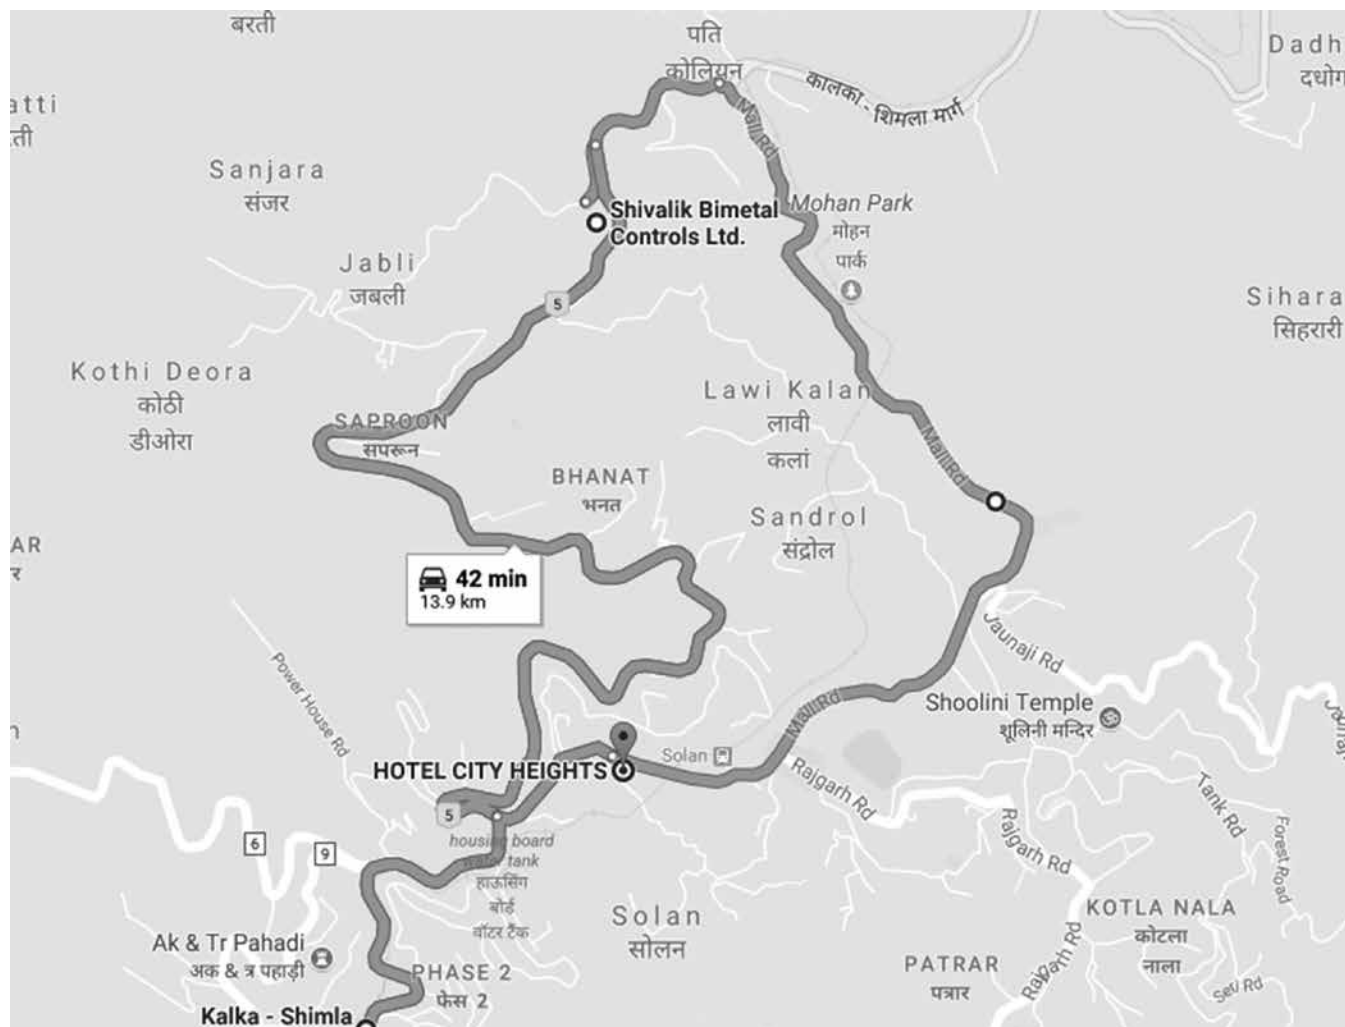 बरती
पति
कोलियन
Dadh
दधोग
कालका - शिमला मार्ग
Mall Rd
atti
ती
Sanjara
संजर
Shivalik Bimetal
Controls Ltd.
Mohan Park
मोहन
पार्क
Jabli
जबली
5
Sihara
सिहरारी
Kothi Deora
कोठी
डीओरा
Lawi Kalan
लावी
कलां
SAPROON
सपरून
Mall Rd
BHANAT
भनत
Sandrol
संद्रोल
AR
र
42 min
13.9 km
Jaunaji Rd
Power House Rd
Shoolini Temple
शूलिनी मन्दिर
Mall Rd
Solan
HOTEL CITY HEIGHTS
Rajgarh Rd
Tank Rd
5
Forest Road
6
9
housing board
water tank
हाऊसिंग
बोर्ड
वॉटर टैंक
Rajgarh Rd
Solan
सोलन
KOTLA NALA
कोटला
नाला
Ak & Tr Pahadi
अक & त्र पहाड़ी
PHASE 2
फेस 2
PATRAR
पत्रार
Rajgarh Rd
Seri Rd
Kalka - Shimla